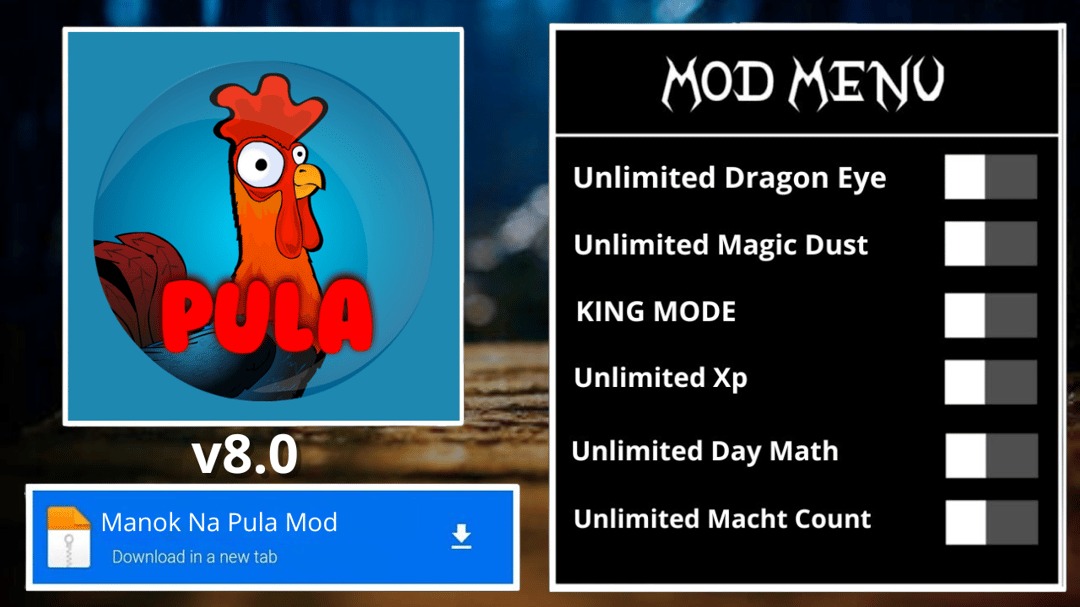 PULA
v8.0
Manok Na Pula Mod
Download in a new tab
MOD MENU
Unlimited Dragon Eye
Unlimited Magic Dust
KING MODE
Unlimited Xp
Unlimited Day Math
Unlimited Macht Count